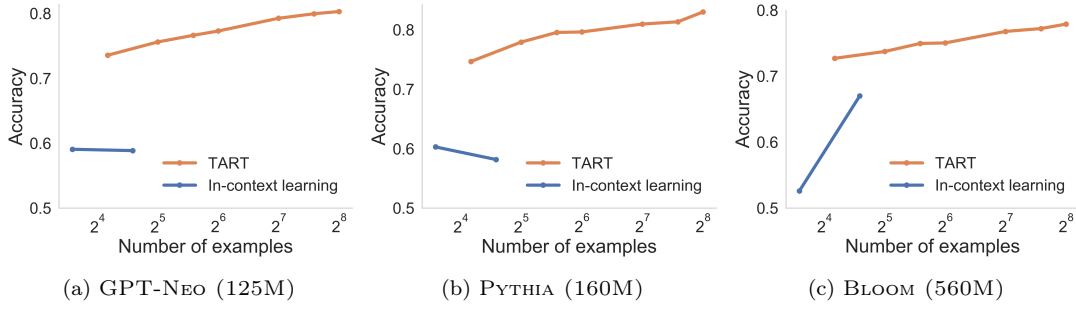 0.8
0.7
0.6
0.5
Accuracy
TART
In-context learning
2^4 2^5 2^6 2^7 2^8
Number of examples
(a) GPT-Neo (125M)
0.8
0.7
0.6
0.5
Accuracy
TART
In-context learning
2^4 2^5 2^6 2^7 2^8
Number of examples
(b) Pythia (160M)
0.8
0.7
0.6
0.5
Accuracy
TART
In-context learning
2^4 2^5 2^6 2^7 2^8
Number of examples
(c) Bloom (560M)